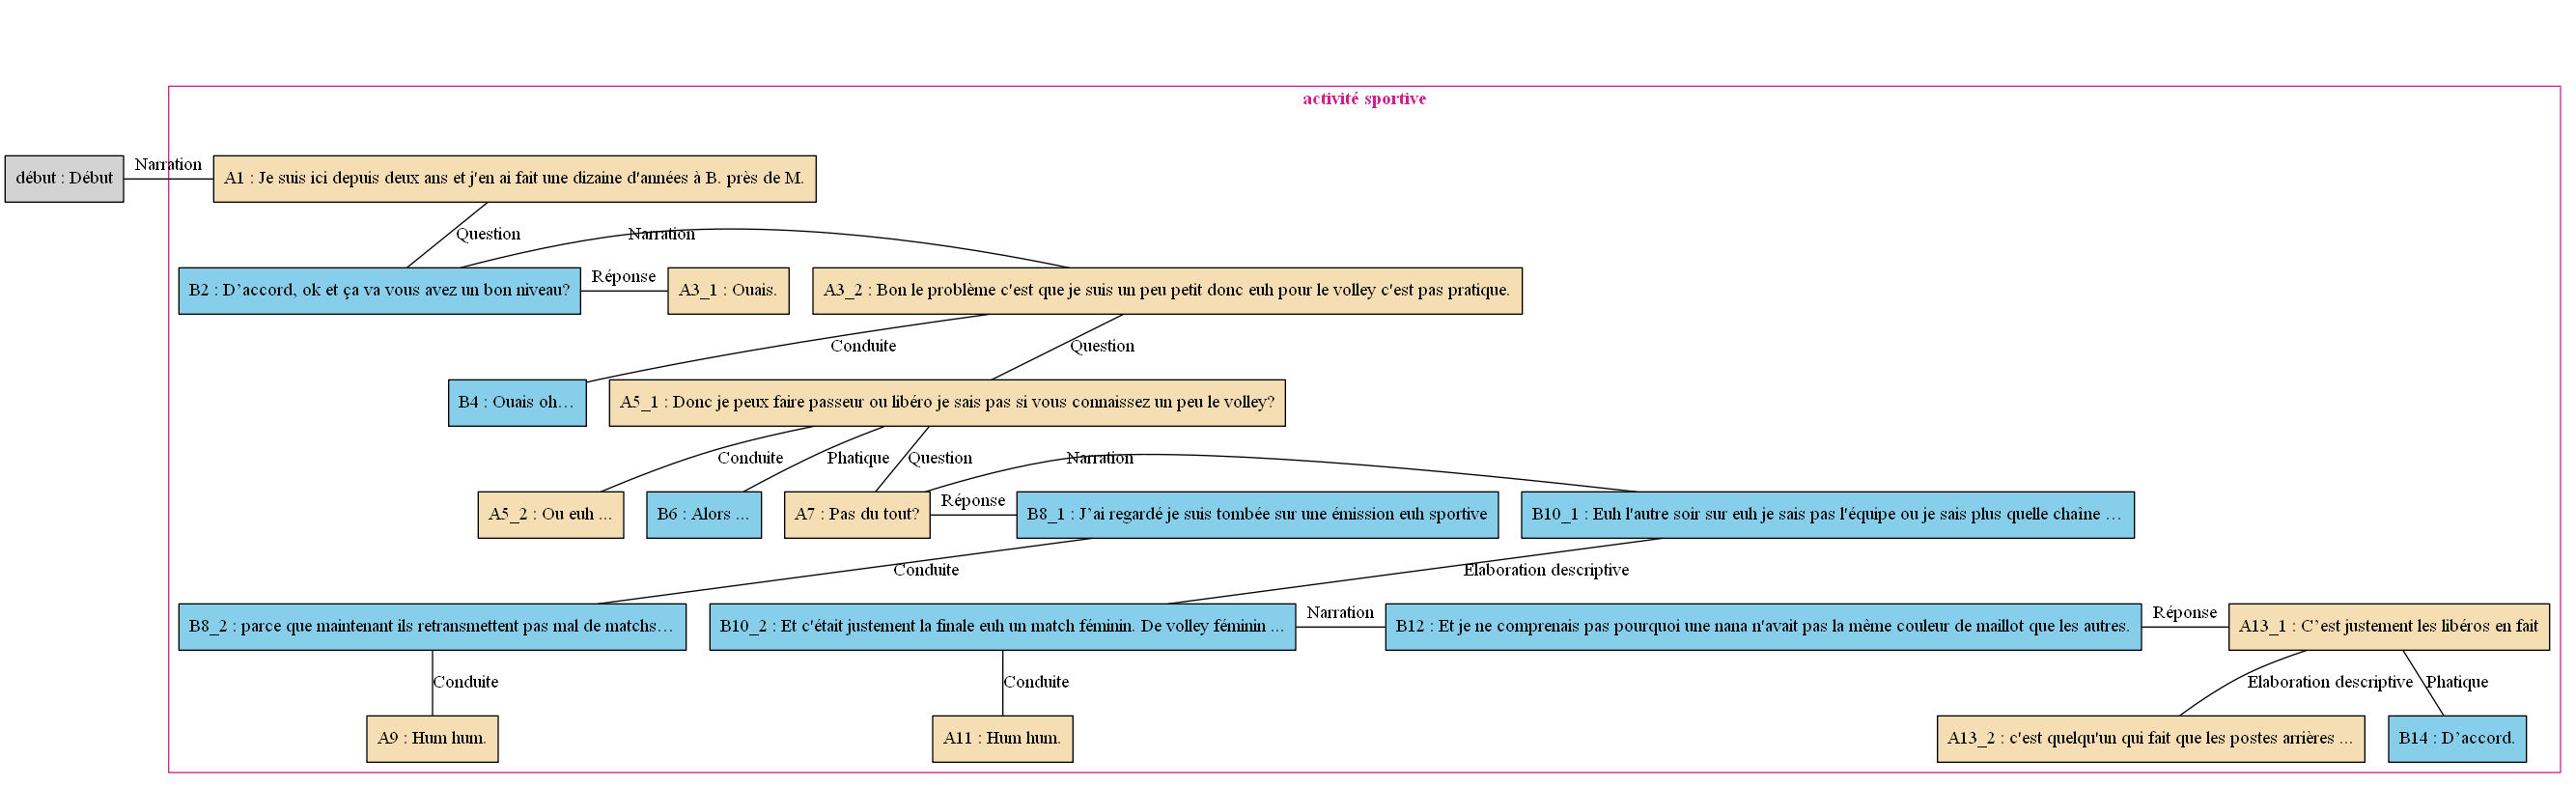 activité sportive
début : Début
Narration
A1 : Je suis ici depuis deux ans et j'en ai fait une dizaine d'années à B. près de M.
Question
Narration
B2 : D’accord, ok et ça va vous avez un bon niveau?
Réponse
A3_1 : Ouais.
A3_2 : Bon le problème c'est que je suis un peu petit donc euh pour le volley c'est pas pratique.
Conduite
Question
B4 : Ouais oh…
A5_1 : Donc je peux faire passeur ou libéro je sais pas si vous connaissez un peu le volley?
Conduite
Phatique
Question
Narration
A5_2 : Ou euh ...
B6 : Alors ...
A7 : Pas du tout?
Réponse
B8_1 : J’ai regardé je suis tombée sur une émission euh sportive
B10_1 : Euh l'autre soir sur euh je sais pas l'équipe ou je sais plus quelle chaîne …
Conduite
Elaboration descriptive
B8_2 : parce que maintenant ils retransmettent pas mal de matchs…
B10_2 : Et c'était justement la finale euh un match féminin. De volley féminin ...
Narration
B12 : Et je ne comprenais pas pourquoi une nana n'avait pas la même couleur de maillot que les autres.
Réponse
A13_1 : C’est justement les libéros en fait
Conduite
Conduite
Elaboration descriptive
Phatique
A9 : Hum hum.
A11 : Hum hum.
A13_2 : c'est quelqu'un qui fait que les postes arrières ...
B14 : D’accord.